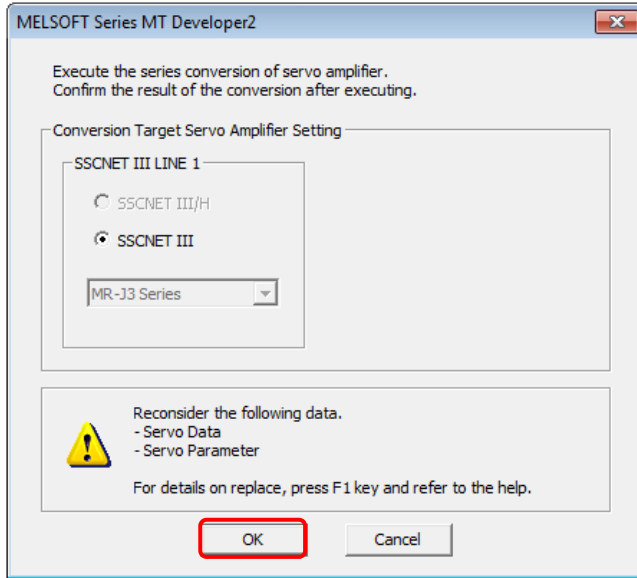 MELSOFT Series MT Developer2
Execute the series conversion of servo amplifier.
Confirm the result of the conversion after executing.
Conversion Target Servo Amplifier Setting
SSCNET III LINE 1
SSCNET III/H
SSCNET III
MR-J3 Series
Reconsider the following data.
- Servo Data
- Servo Parameter
For details on replace, press F1 key and refer to the help.
OK
Cancel